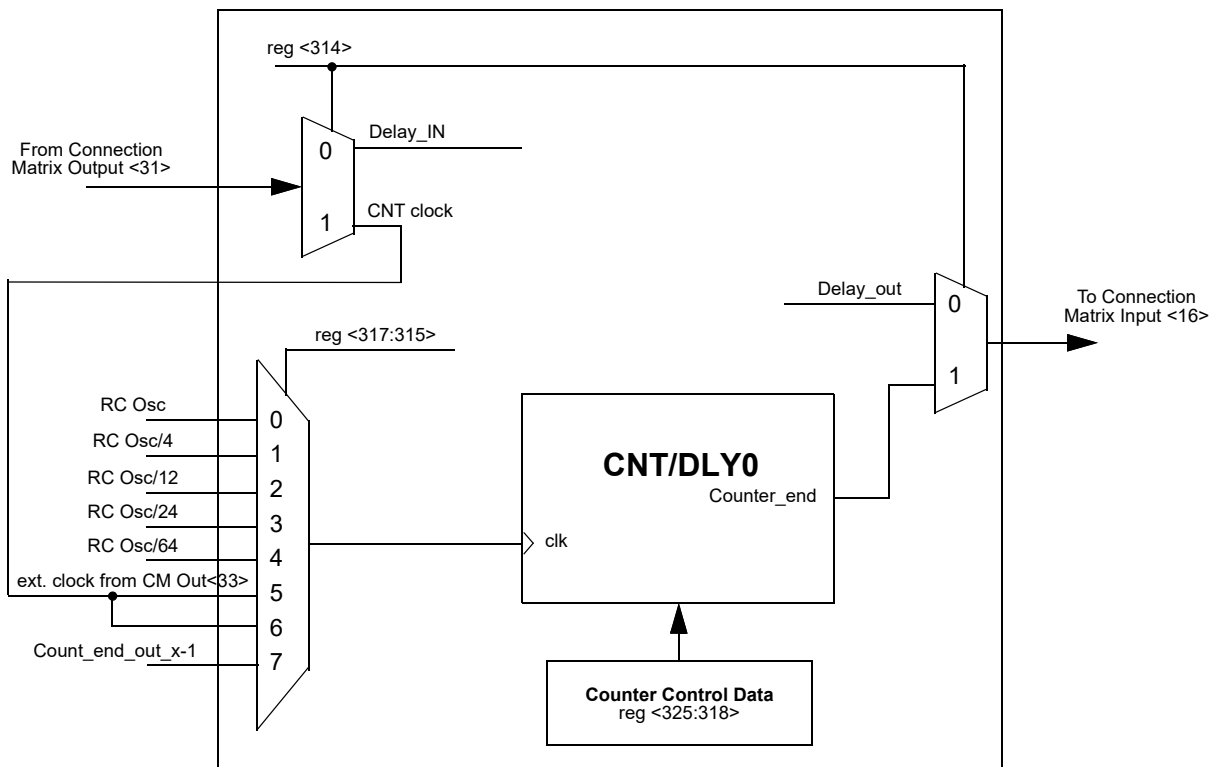 reg <314>
From Connection
Matrix Output <31>
0
Delay_IN
1
CNT clock
Delay_out
0
1
To Connection
Matrix Input <16>
reg <317:315>
RC Osc
0
RC Osc/4
1
RC Osc/12
2
RC Osc/24
3
RC Osc/64
4
ext. clock from CM Out<33>
5
6
Count_end_out_x-1
7
CNT/DLY0
Counter_end
clk
Counter Control Data
reg <325:318>